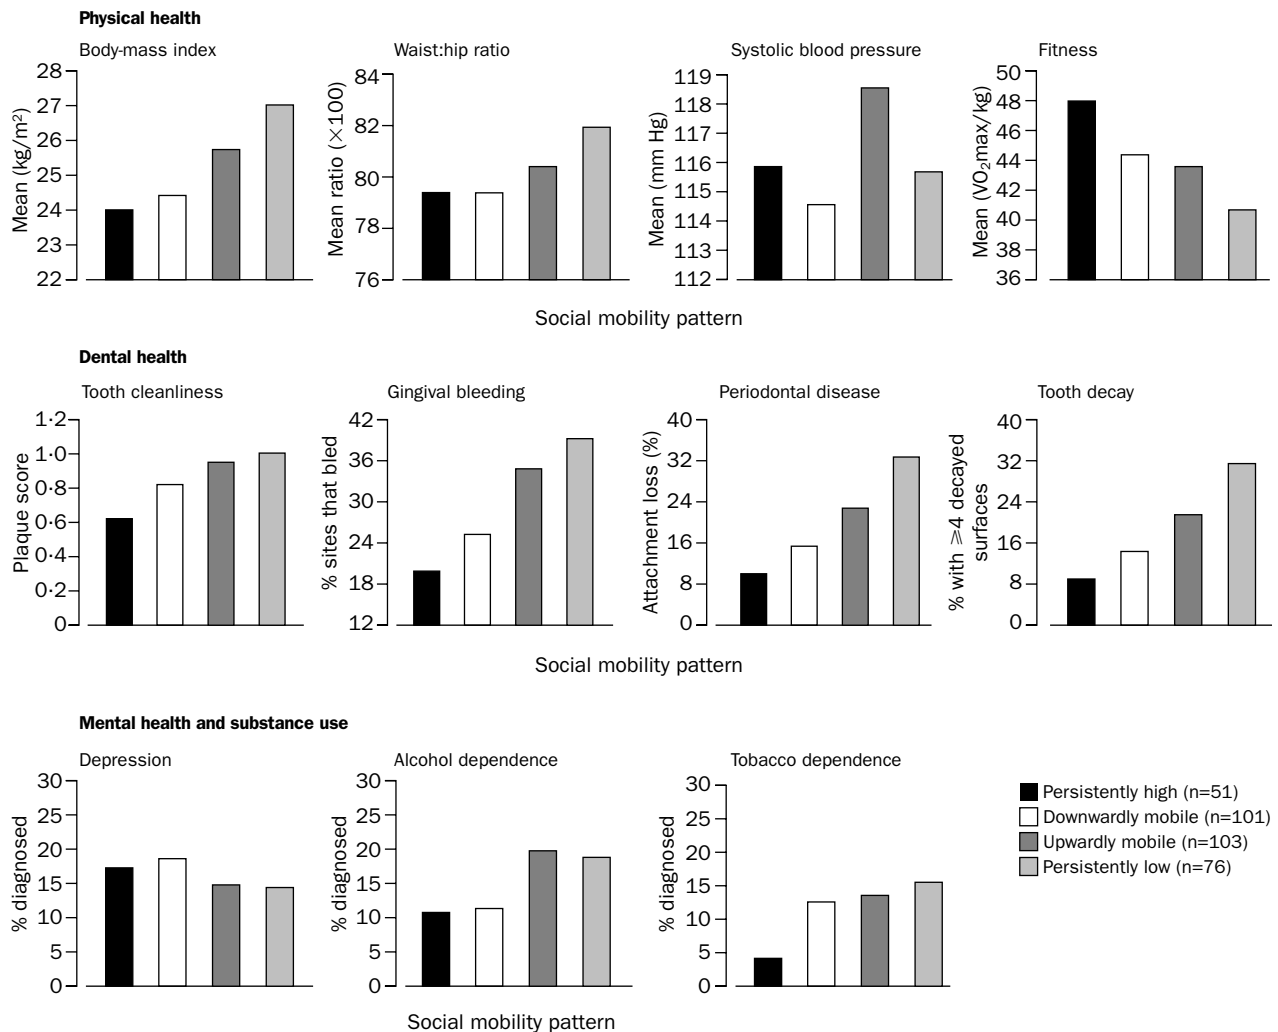 Physical health
Body-mass index
Mean (kg/m²)
28
27
26
25
24
23
22
Waist:hip ratio
Mean ratio (×100)
84
82
80
78
76
Systolic blood pressure
Mean (mm Hg)
119
118
117
116
115
114
113
112
Fitness
Mean (VO₂max/kg)
50
48
46
44
42
40
38
36
Social mobility pattern
Dental health
Tooth cleanliness
Plaque score
1·2
1·0
0·8
0·6
0·4
0·2
0
Gingival bleeding
% sites that bled
42
36
30
24
18
12
Periodontal disease
Attachment loss (%)
40
32
24
16
8
0
Tooth decay
% with ⩾4 decayed
surfaces
40
32
24
16
8
0
Social mobility pattern
Mental health and substance use
Depression
% diagnosed
30
25
20
15
10
5
0
Alcohol dependence
% diagnosed
30
25
20
15
10
5
0
Tobacco dependence
% diagnosed
30
25
20
15
10
5
0
Persistently high (n=51)
Downwardly mobile (n=101)
Upwardly mobile (n=103)
Persistently low (n=76)
Social mobility pattern